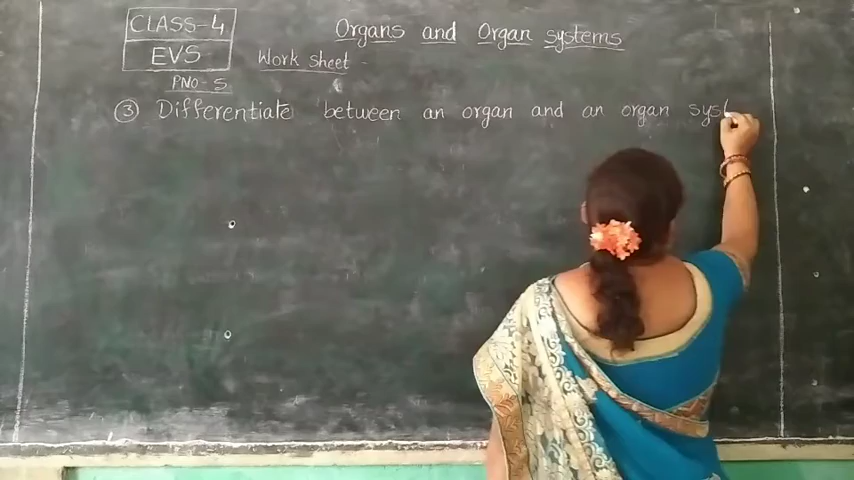 CLASS-4
Organs and Organ systems
EVS
Work sheet -
PNO-5
③ Differentiate between an organ and an organ syst